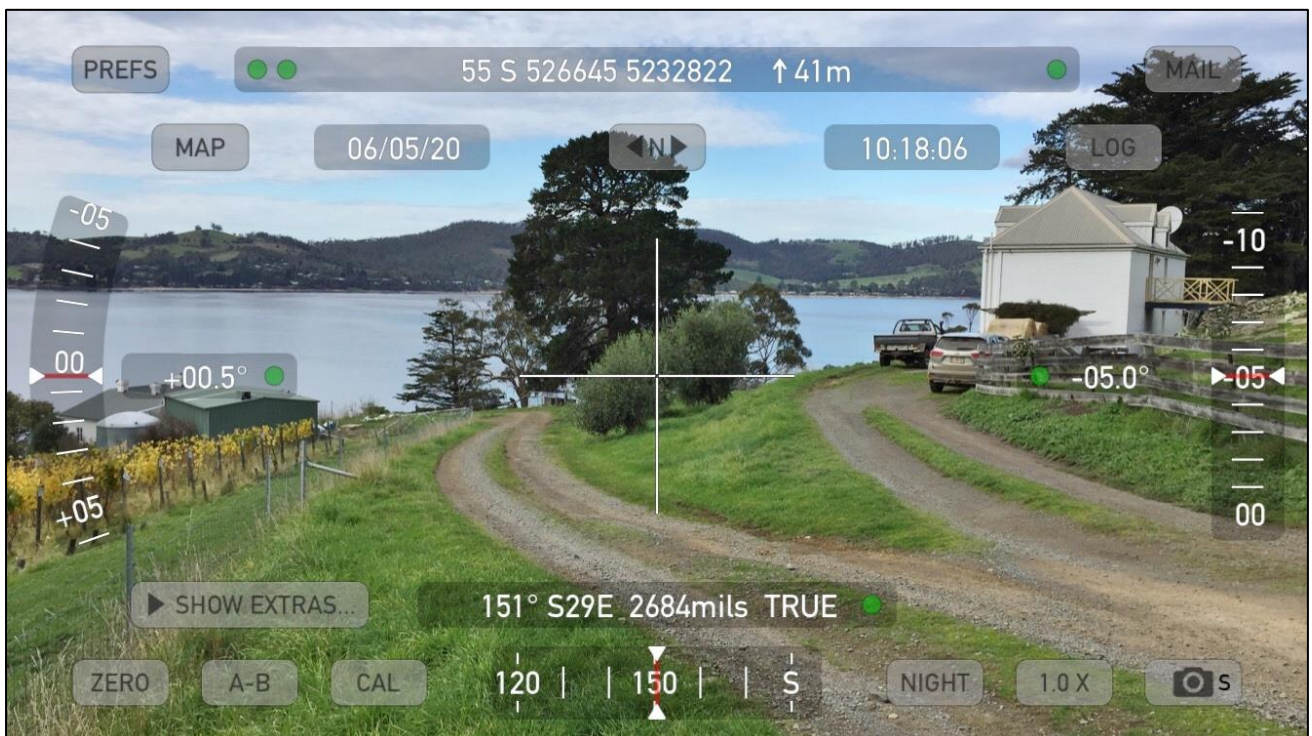 PREFS
55 S 526645 5232822 ↑41m
MAIL
MAP
06/05/20
◀N▶
10:18:06
LOG
-05
00
+05
+00.5°
-05.0°
-10
-05
00
▶ SHOW EXTRAS...
151° S29E 2684mils TRUE
120 | | 150 | | S
ZERO
A-B
CAL
NIGHT
1.0 X
S